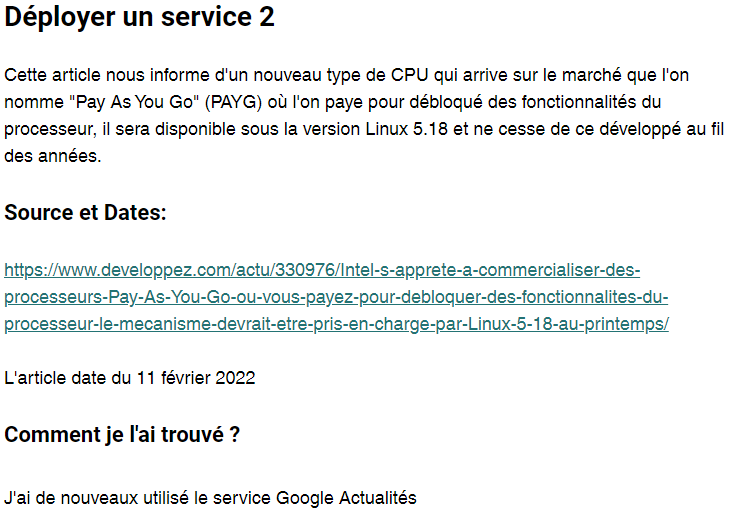 Déployer un service 2
Cette article nous informe d'un nouveau type de CPU qui arrive sur le marché que l'on
nomme "Pay As You Go" (PAYG) où l'on paye pour débloqué des fonctionnalités du
processeur, il sera disponible sous la version Linux 5.18 et ne cesse de ce développé au fil
des années.
Source et Dates:
https://www.developpez.com/actu/330976/Intel-s-apprete-a-commercialiser-des-
processeurs-Pay-As-You-Go-ou-vous-payez-pour-debloquer-des-fonctionnalites-du-
processeur-le-mecanisme-devrait-etre-pris-en-charge-par-Linux-5-18-au-printemps/
L'article date du 11 février 2022
Comment je l'ai trouvé ?
J'ai de nouveaux utilisé le service Google Actualités